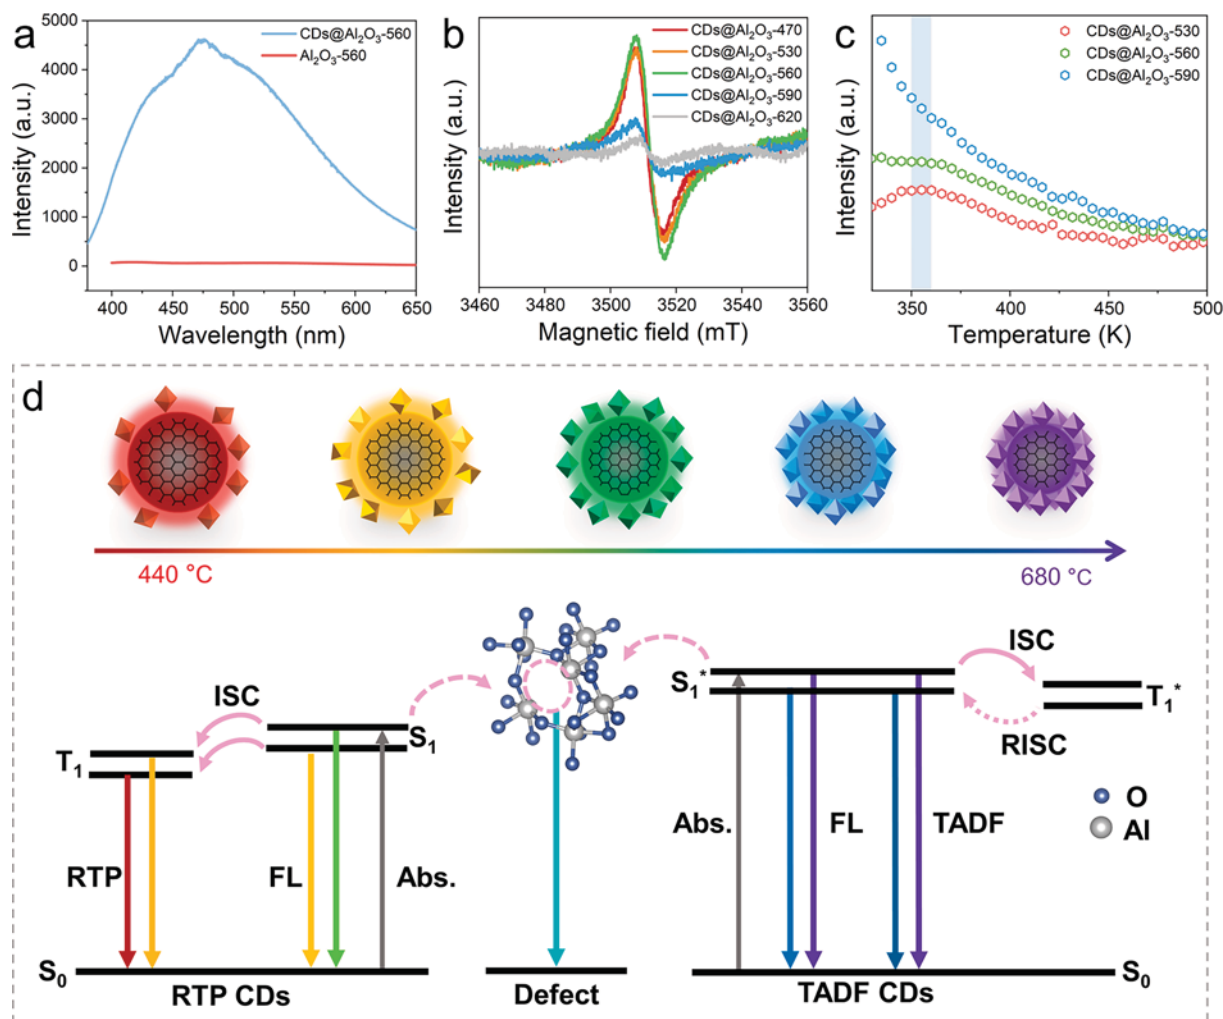 a
CDs@Al₂O₃-560
Al₂O₃-560
5000
4000
3000
2000
1000
0
Intensity (a.u.)
400
450
500
550
600
650
Wavelength (nm)
b
CDs@Al₂O₃-470
CDs@Al₂O₃-530
CDs@Al₂O₃-560
CDs@Al₂O₃-590
CDs@Al₂O₃-620
Intensity (a.u.)
3460
3480
3500
3520
3540
3560
Magnetic field (mT)
c
CDs@Al₂O₃-530
CDs@Al₂O₃-560
CDs@Al₂O₃-590
Intensity (a.u.)
350
400
450
500
Temperature (K)
d
440 °C
680 °C
ISC
S₁
T₁
RTP
FL
Abs.
S₀
RTP CDs
Defect
S₁*
ISC
T₁*
RISC
Abs.
FL
TADF
O
Al
TADF CDs
S₀